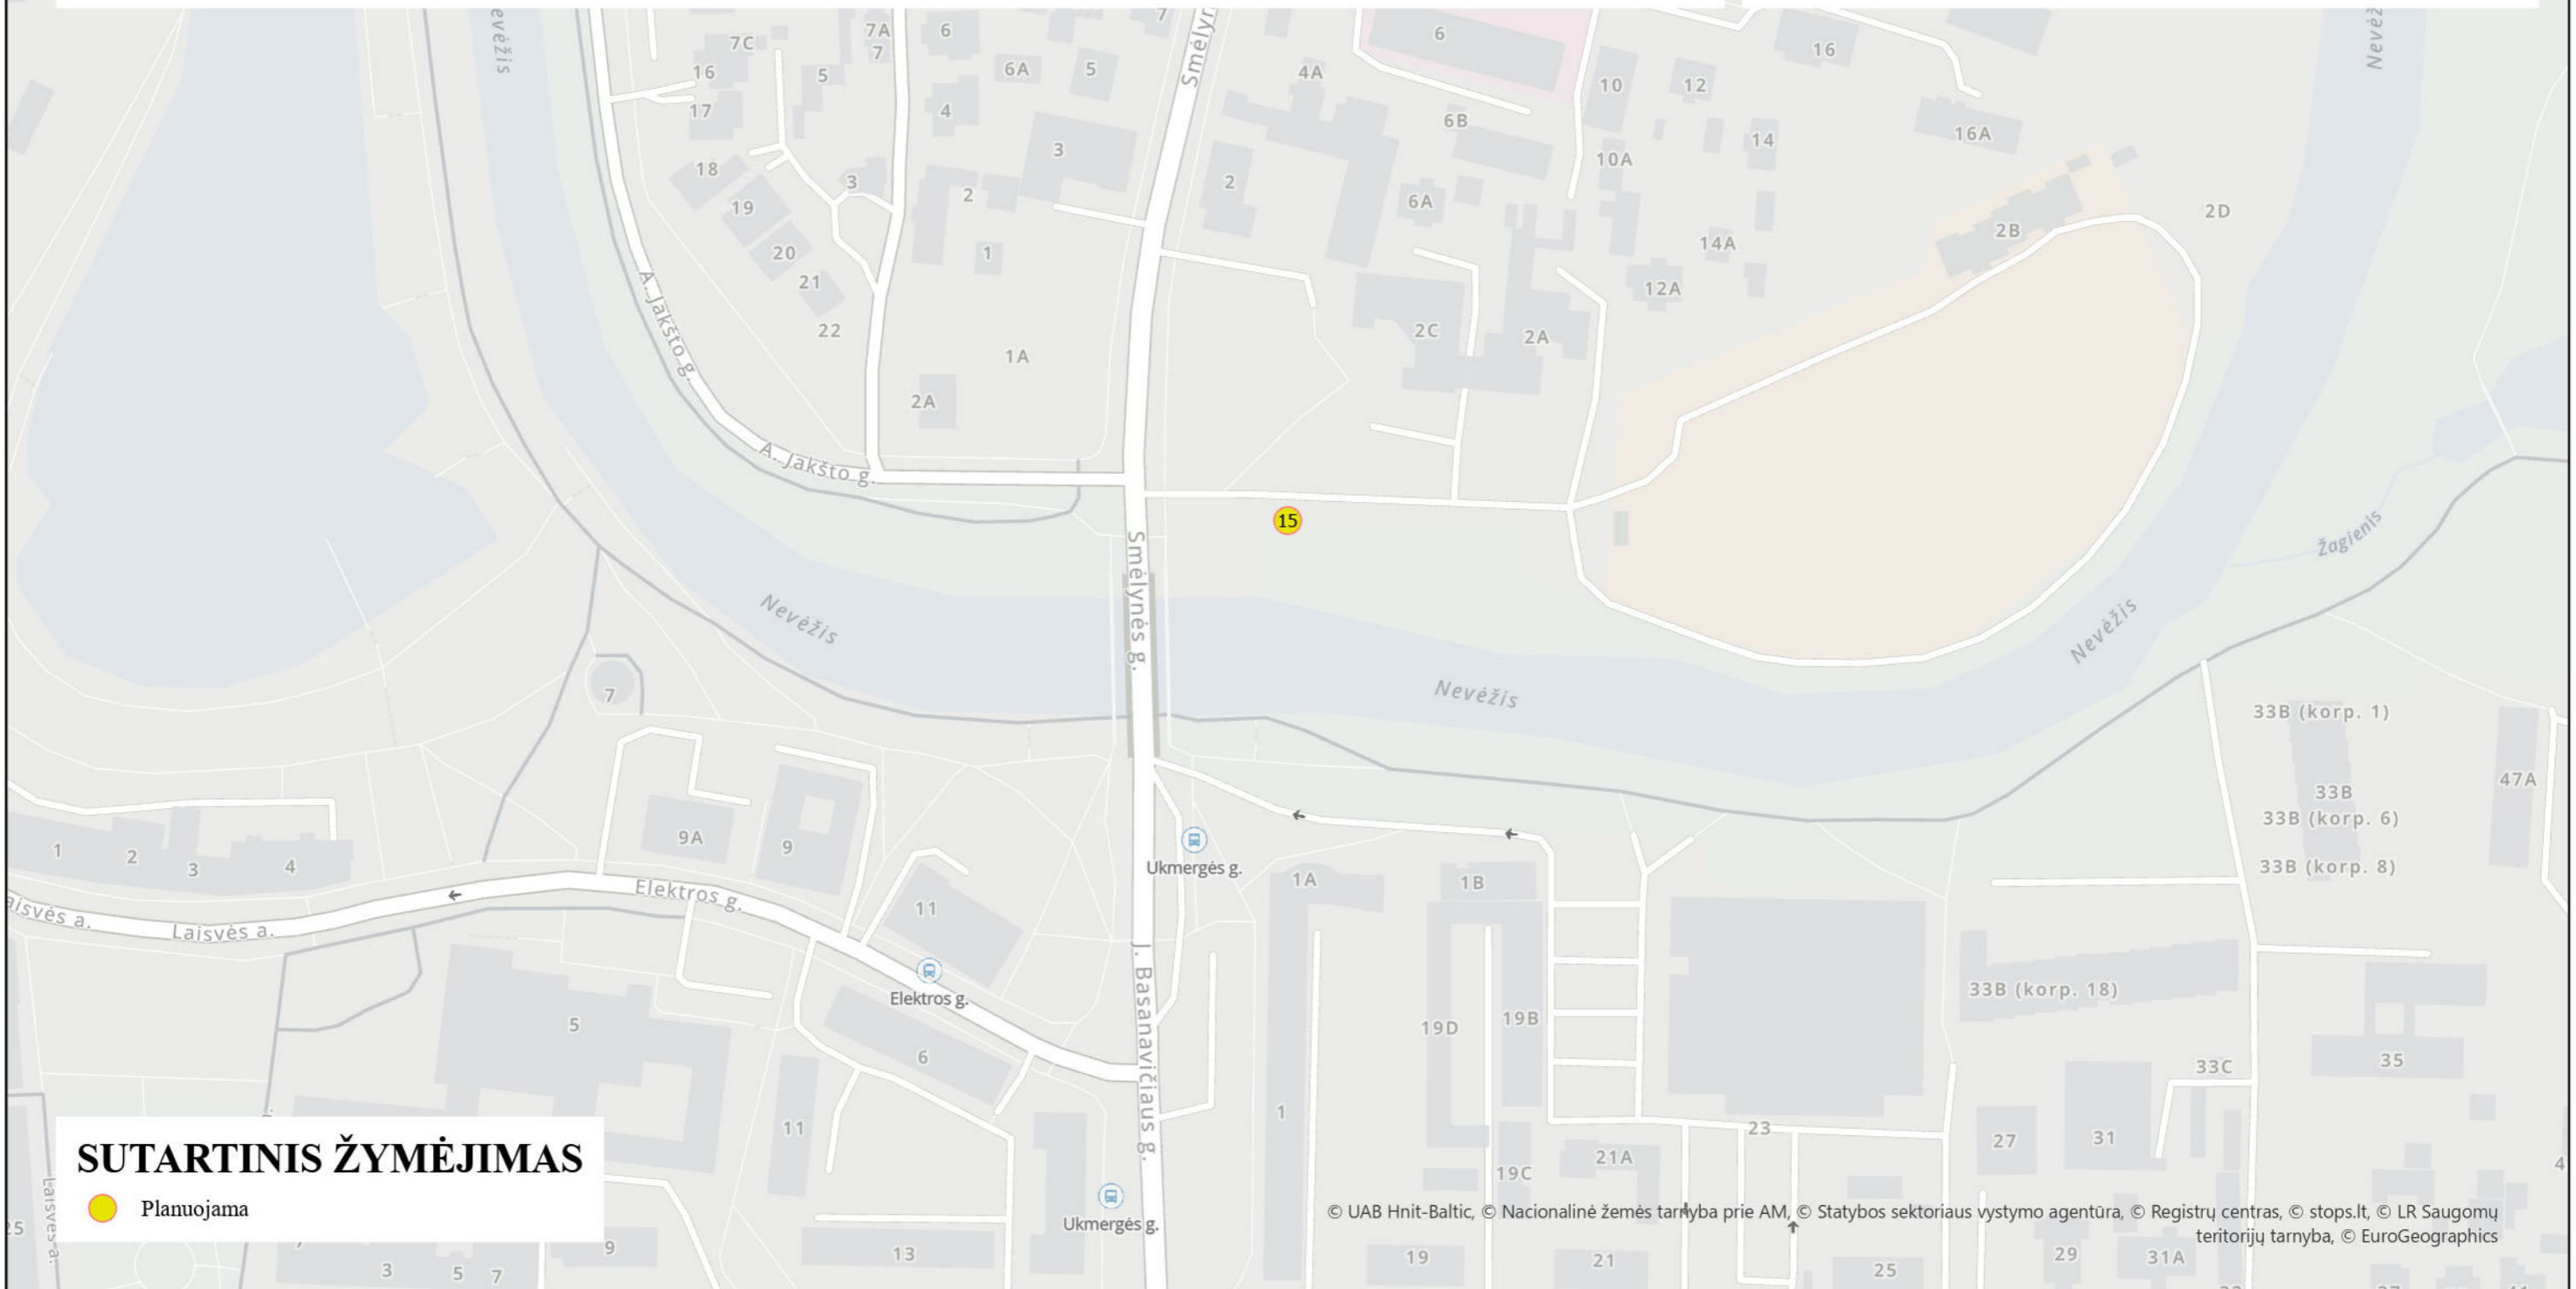 Nevėžis
7C
7A
7
6
7
Smėlyn
6
16
Nevėž
16
5
6A
5
4A
10
12
17
4
6B
14
16A
18
3
3
2
10A
19
2
6A
2D
20
1
14A
2B
21
12A
A. Jakšto g.
22
1A
2C
2A
2A
A. Jakšto g.
15
Žagienis
Smėlynės g.
Nevėžis
Nevėžis
Nevėžis
7
33B (korp. 1)
47A
33B
33B (korp. 6)
33B (korp. 8)
1
2
3
4
9A
9
Ukmergės g.
1A
1B
Elektros g.
11
aisvės a.
Laisvės a.
Elektros g.
J. Basanavičiaus g.
33B (korp. 18)
5
19D
19B
6
35
33C
1
11
23
27
31
21A
19C
4
SUTARTINIS ŽYMĖJIMAS
Planuojama
Laisvės a.
25
Ukmergės g.
9
13
3
5
7
19
21
25
29
31A
© UAB Hnit-Baltic, © Nacionalinė žemės tarnyba prie AM, © Statybos sektoriaus vystymo agentūra, © Registrų centras, © stops.lt, © LR Saugomų
teritorijų tarnyba, © EuroGeographics